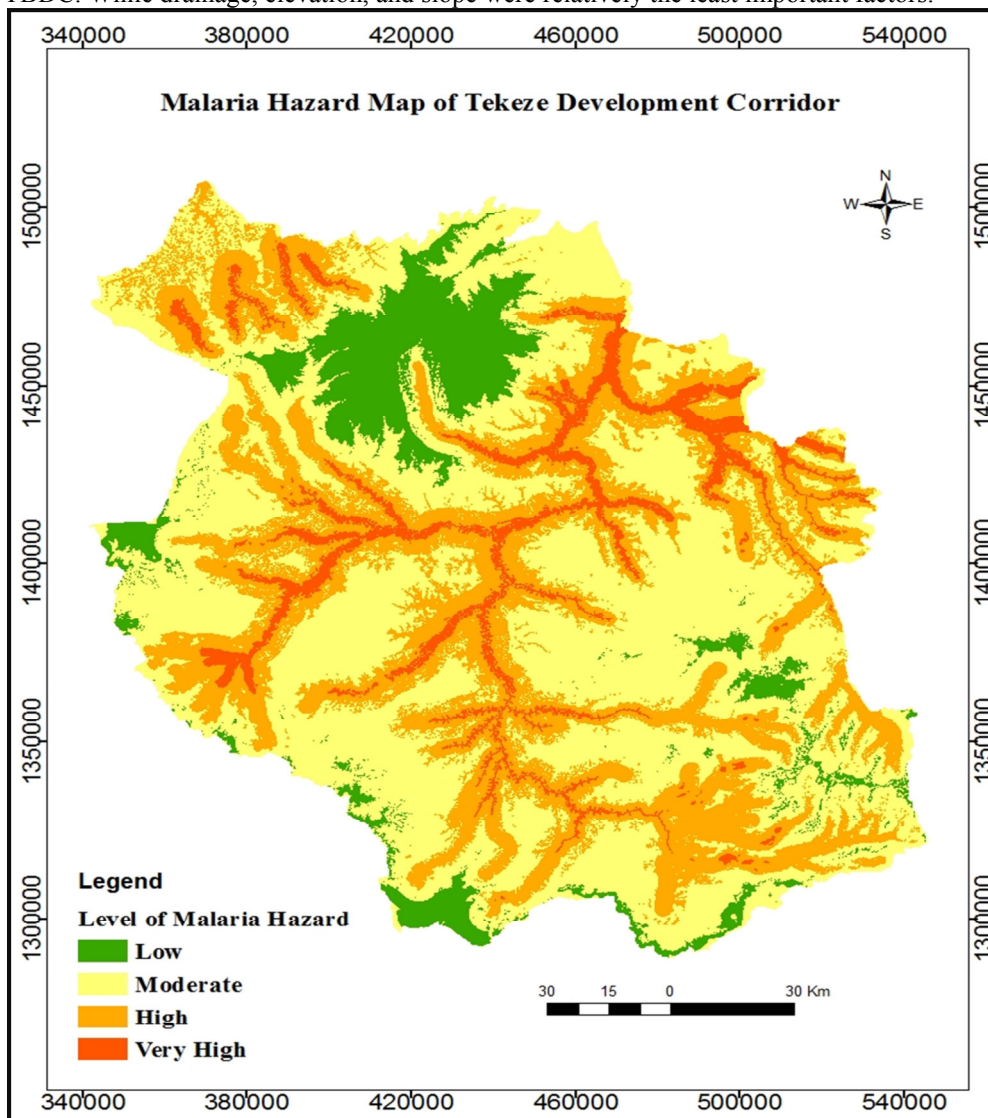 TBDC. While drainage, elevation, and slope were relatively the least important factors.
340000 380000 420000 460000 500000 540000
Malaria Hazard Map of Tekeze Development Corridor
N
W E
S
1500000 1500000
1450000 1450000
1400000 1400000
1350000 1350000
1300000 1300000
Legend
Level of Malaria Hazard
Low
Moderate
High
Very High
30 15 0 30 Km
340000 380000 420000 460000 500000 540000